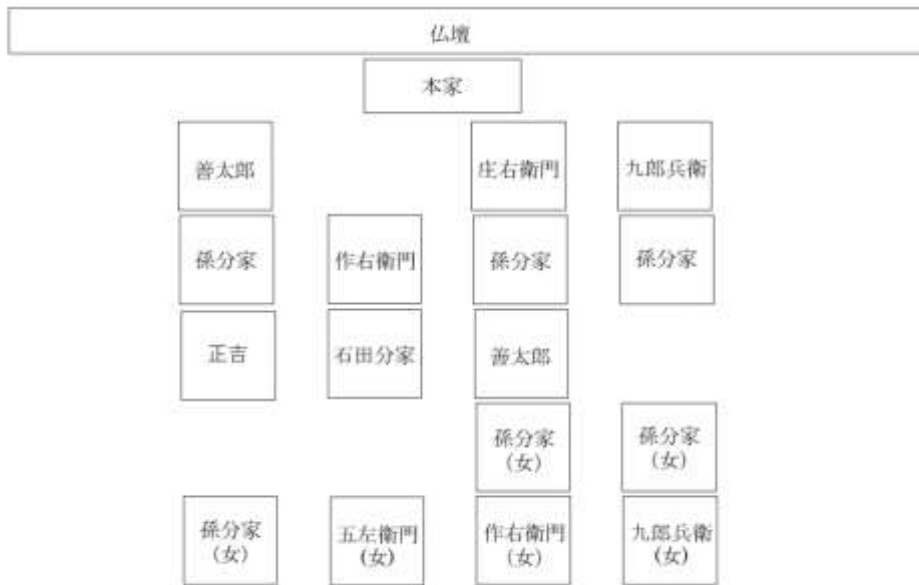 仏壇
本家
善太郎
庄右衛門
九郎兵衛
孫分家
作右衛門
孫分家
孫分家
正吉
石田分家
善太郎
孫分家
(女)
孫分家
(女)
孫分家
(女)
五左衛門
(女)
作右衛門
(女)
九郎兵衛
(女)